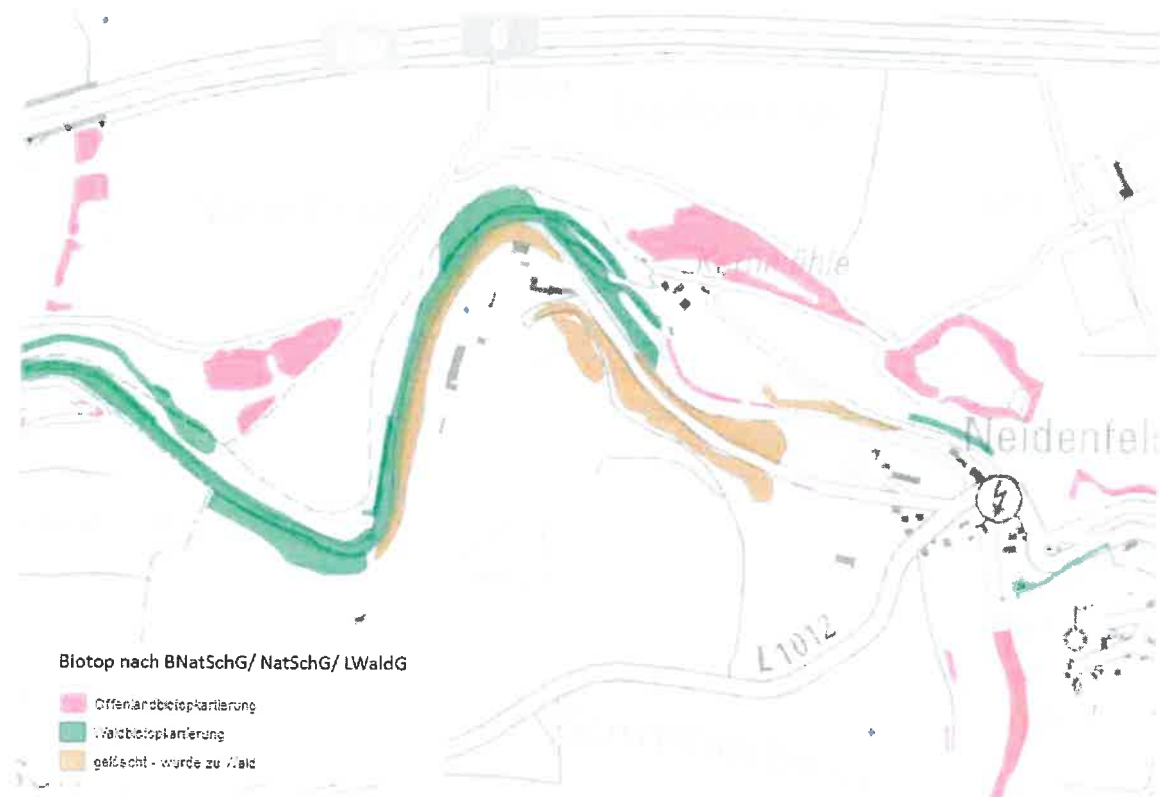 Neidenfels
L1012
Biotop nach BNatSchG/ NatSchG/ LWaldG
Offenlandbiotopkartierung
Waldbiotopkartierung
gelöscht - wurde zu Wald